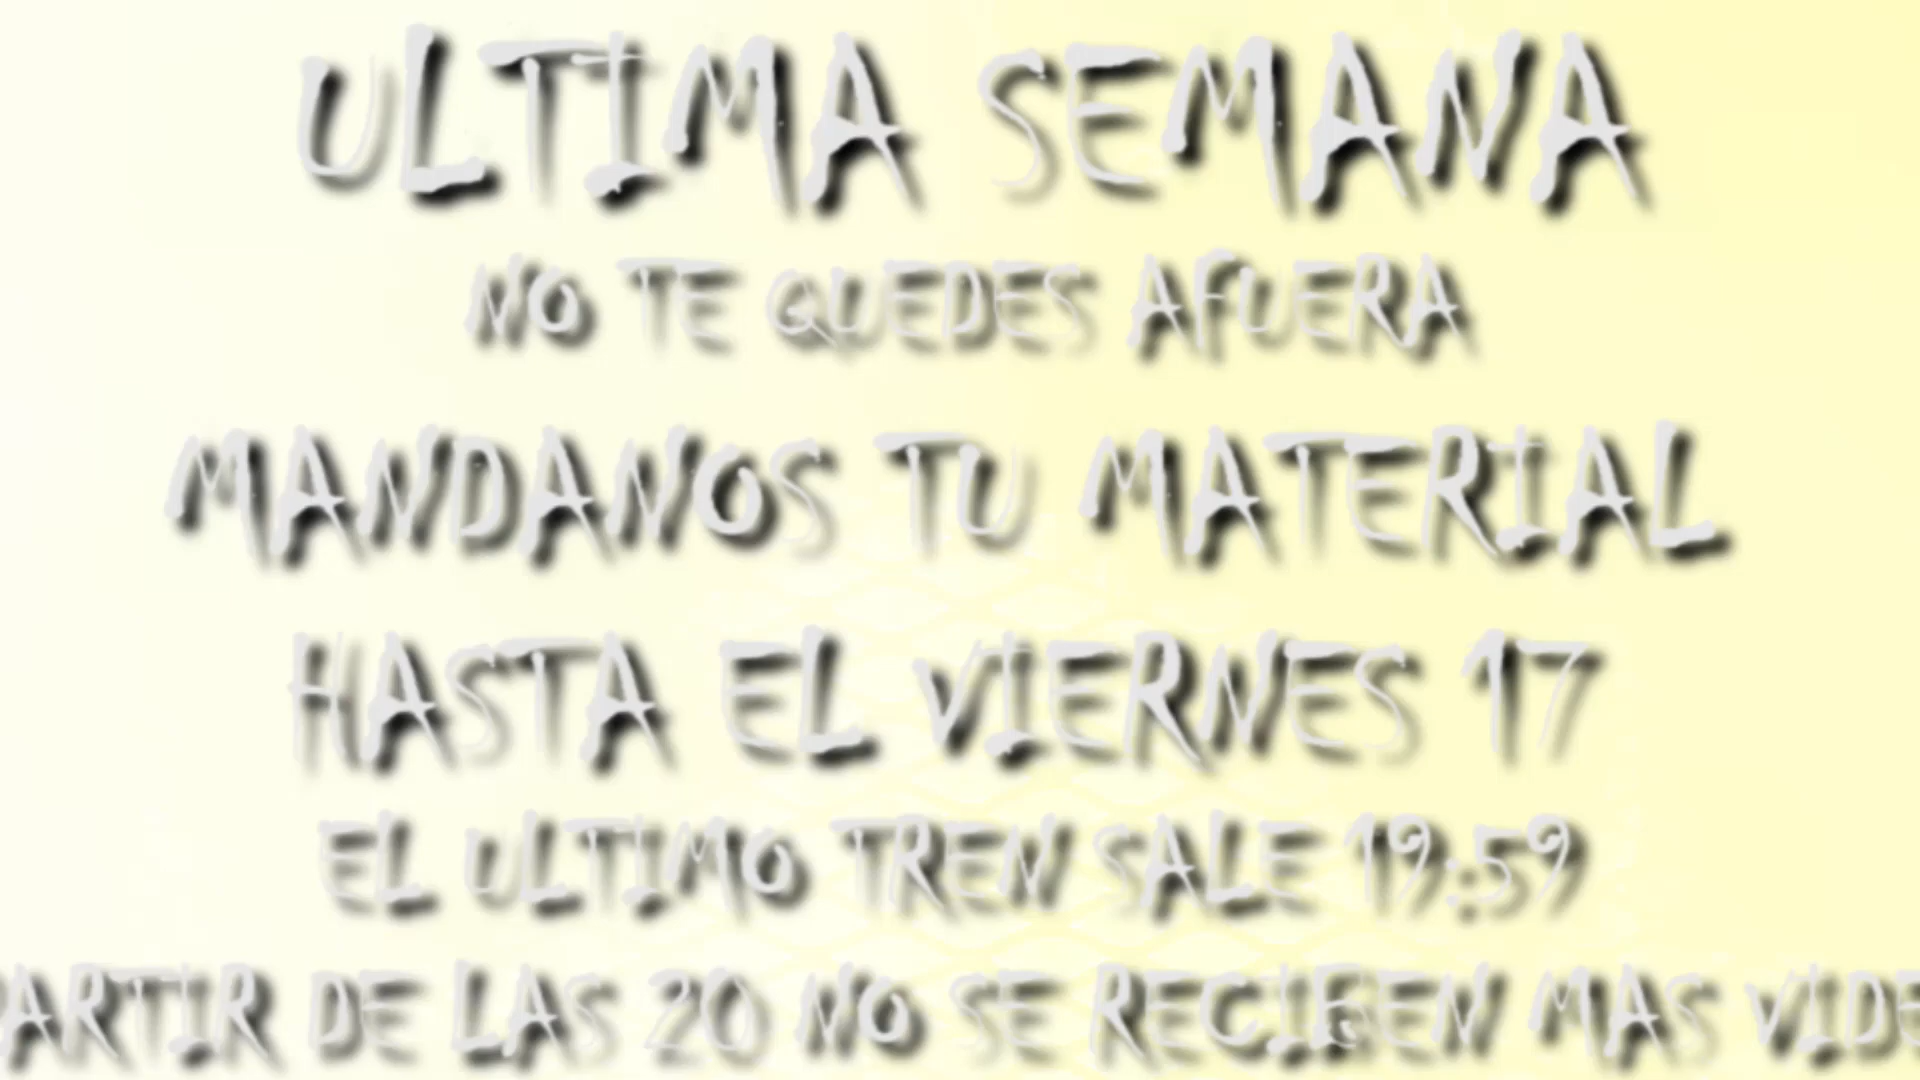 ULTIMA SEMANA
NO TE QUEDES AFUERA
MANDANOS TU MATERIAL
HASTA EL VIERNES 17
EL ULTIMO TREN SALE 19:59
PARTIR DE LAS 20 NO SE RECIBEN MAS VIDE